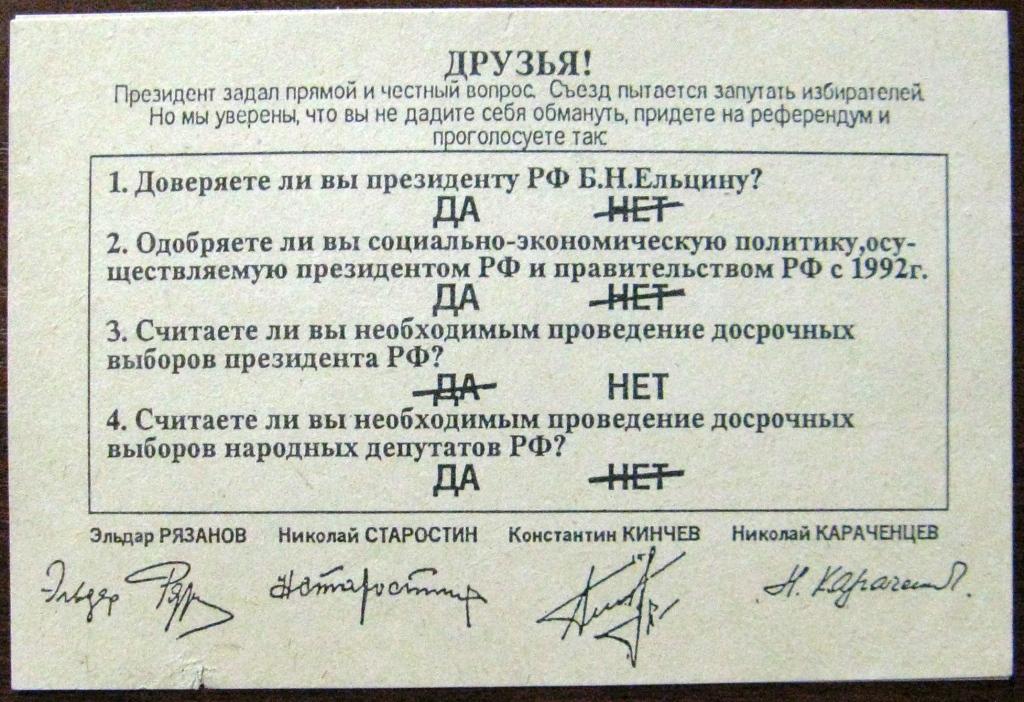 ДРУЗЬЯ!
Президент задал прямой и честный вопрос. Съезд пытается запутать избирателей.
Но мы уверены, что вы не дадите себя обмануть, придете на референдум и
проголосуете так:
1. Доверяете ли вы президенту РФ Б.Н.Ельцину?
ДА НЕТ
2. Одобряете ли вы социально-экономическую политику,осу-
ществляемую президентом РФ и правительством РФ с 1992г.
ДА НЕТ
3. Считаете ли вы необходимым проведение досрочных
выборов президента РФ?
ДА НЕТ
4. Считаете ли вы необходимым проведение досрочных
выборов народных депутатов РФ?
ДА НЕТ
Эльдар РЯЗАНОВ Николай СТАРОСТИН Константин КИНЧЕВ Николай КАРАЧЕНЦЕВ
Эльдар Нстаростин Н. Караченц